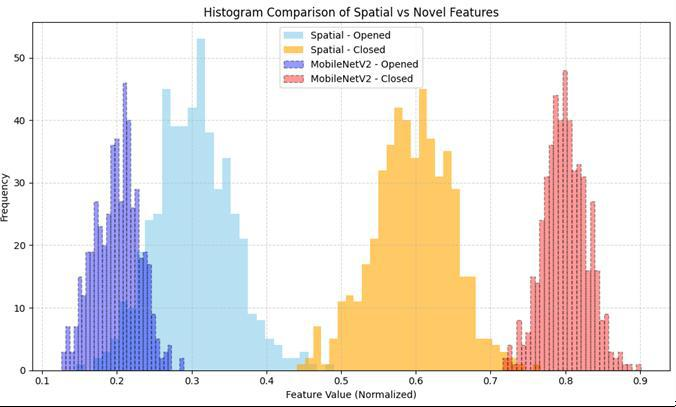 Histogram Comparison of Spatial vs Novel Features
Spatial - Opened
Spatial - Closed
MobileNetV2 - Opened
MobileNetV2 - Closed
Frequency
50
40
30
20
10
0
0.1 0.2 0.3 0.4 0.5 0.6 0.7 0.8 0.9
Feature Value (Normalized)